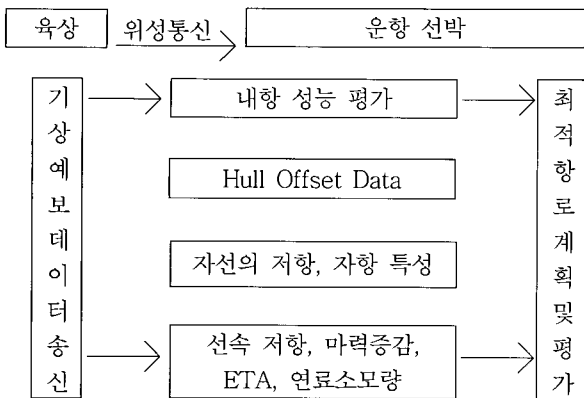 육상
위성통신
운항 선박
기상예보데이터송신
내항 성능 평가
Hull Offset Data
자선의 저항, 자항 특성
선속 저항, 마력증감,
ETA, 연료소모량
최적항로계획및평가